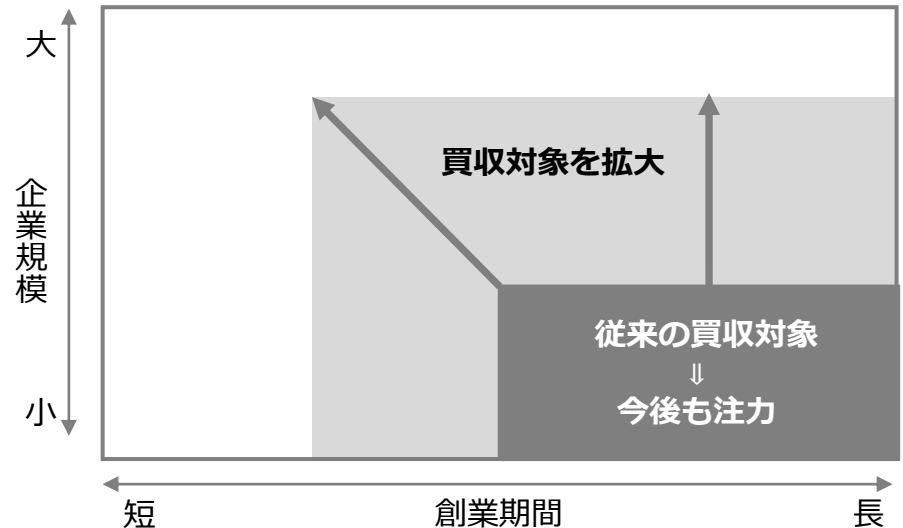 大
企業規模
小
買収対象を拡大
従来の買収対象
⇓
今後も注力
短
創業期間
長